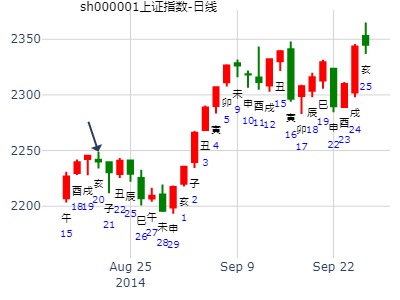 sh000001上证指数-日线
2350
2300
2250
2200
午
15
酉
18
戌
19
亥
20
子
21
丑
22
辰
25
巳
26
午
27
未
28
申
29
亥
1
子
2
丑
3
寅
4
卯
5
未
9
申
10
酉
11
戌
12
丑
15
寅
16
卯
17
辰
18
巳
19
申
22
酉
23
戌
24
亥
25
Aug 25
2014
Sep 9
Sep 22